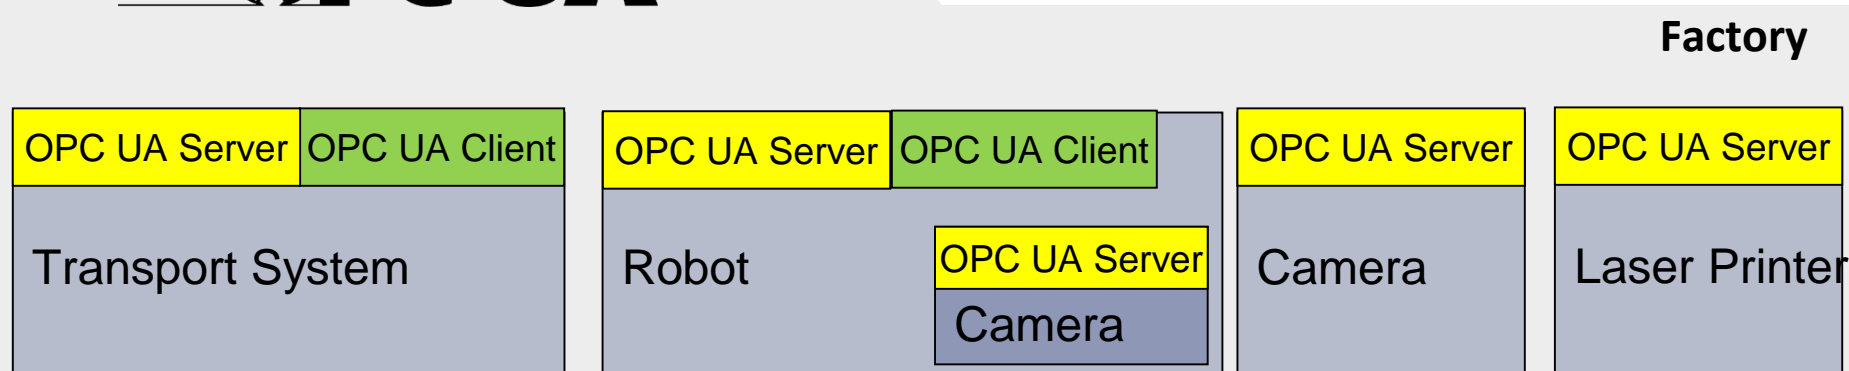 Factory
OPC UA Server OPC UA Client
Transport System
OPC UA Server OPC UA Client
Robot
OPC UA Server
Camera
OPC UA Server
Camera
OPC UA Server
Laser Printer